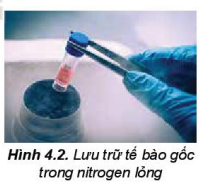 Hình 4.2. Lưu trữ tế bào gốc
trong nitrogen lỏng